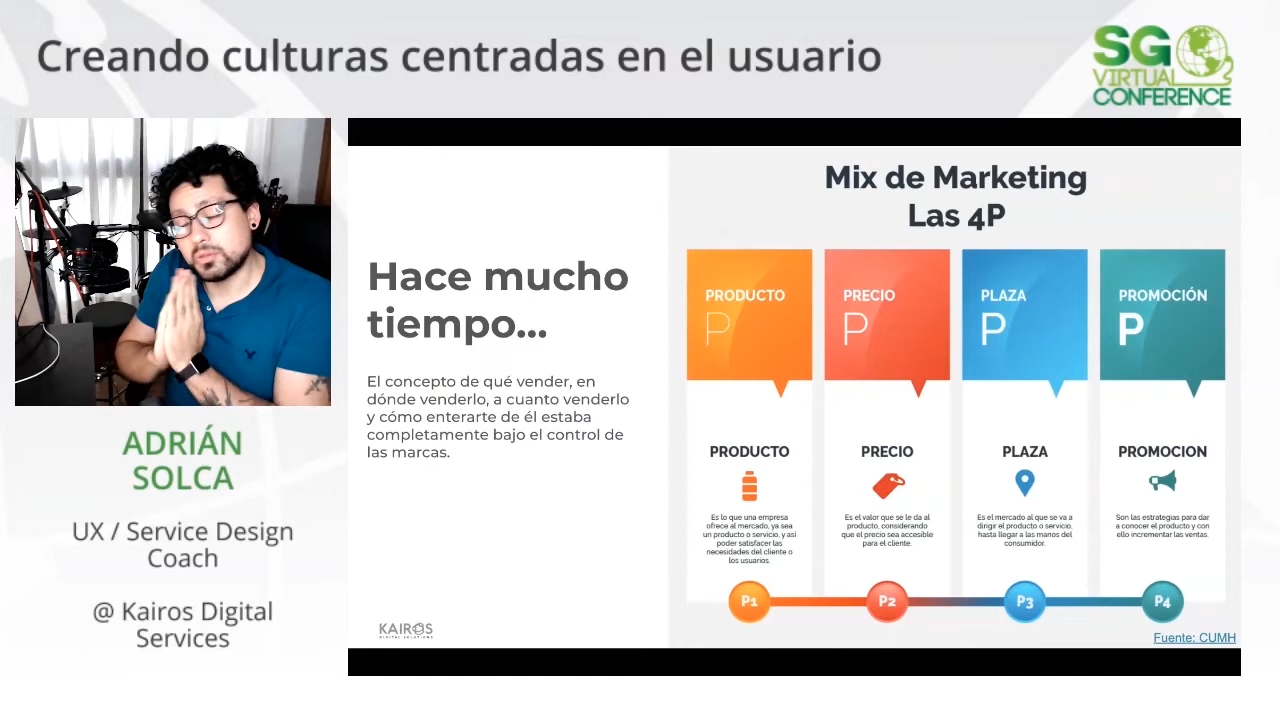 Creando culturas centradas en el usuario
SG
VIRTUAL
CONFERENCE
ADRIÁN
SOLCA
UX / Service Design
Coach
@ Kairos Digital
Services
Hace mucho
tiempo...
El concepto de qué vender, en
dónde venderlo, a cuanto venderlo
y cómo enterarte de él estaba
completamente bajo el control de
las marcas.
KAIROS
DIGITAL SOLUTIONS
Mix de Marketing
Las 4P
PRODUCTO
P
PRECIO
P
PLAZA
P
PROMOCIÓN
P
PRODUCTO
Es lo que una empresa
ofrece al mercado, ya sea
un producto o servicio, y así
poder satisfacer las
necesidades del cliente o
los usuarios.
PRECIO
Es el valor que se le da al
producto, considerando
que el precio sea accesible
para el cliente.
PLAZA
Es el mercado al que se va a
dirigir el producto o servicio,
hasta llegar a las manos del
consumidor.
PROMOCION
Son las estrategias para dar
a conocer el producto y con
ello incrementar las ventas.
P1
P2
P3
P4
Fuente: CUMH